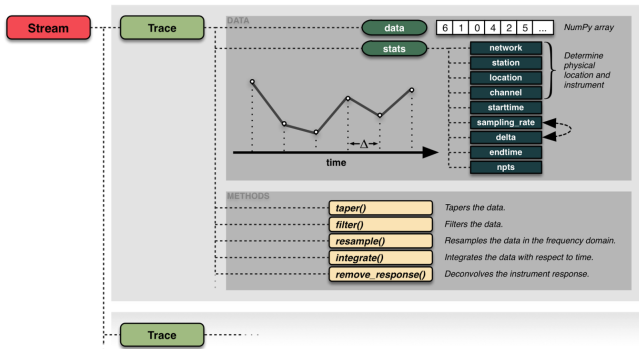 DATA
Stream
Trace
data
6 1 0 4 2 5 ...
NumPy array
stats
network
station
location
channel
Determine
physical
location and
instrument
starttime
sampling_rate
delta
endtime
npts
Δ
time
METHODS
taper()
Tapers the data.
filter()
Filters the data.
resample()
Resamples the data in the frequency domain.
integrate()
Integrates the data with respect to time.
remove_response()
Deconvolves the instrument response.
Trace